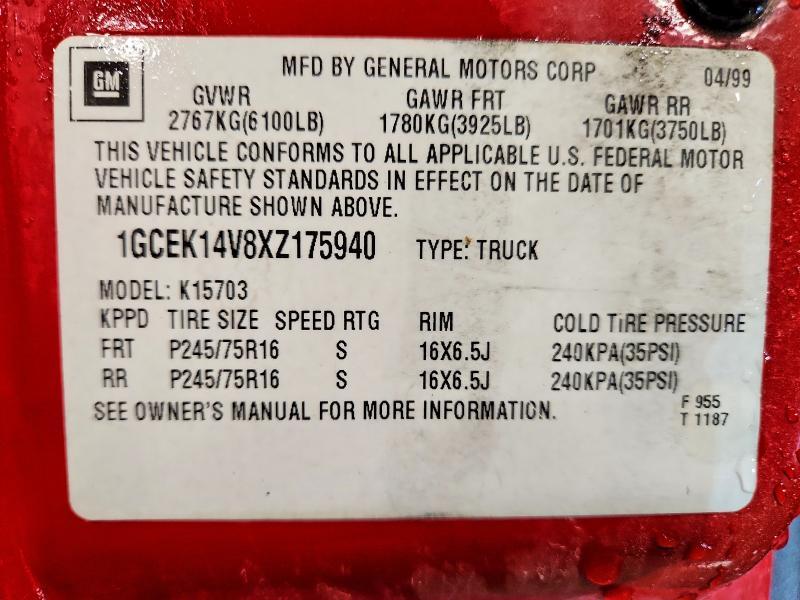 GM
MFD BY GENERAL MOTORS CORP 04/99
GVWR GAWR FRT GAWR RR
2767KG(6100LB) 1780KG(3925LB) 1701KG(3750LB)
THIS VEHICLE CONFORMS TO ALL APPLICABLE U.S. FEDERAL MOTOR
VEHICLE SAFETY STANDARDS IN EFFECT ON THE DATE OF
MANUFACTURE SHOWN ABOVE.
1GCEK14V8XZ175940 TYPE: TRUCK
MODEL: K15703
KPPD TIRE SIZE SPEED RTG RIM COLD TIRE PRESSURE
FRT P245/75R16 S 16X6.5J 240KPA(35PSI)
RR P245/75R16 S 16X6.5J 240KPA(35PSI)
SEE OWNER'S MANUAL FOR MORE INFORMATION.
F 955
T 1187